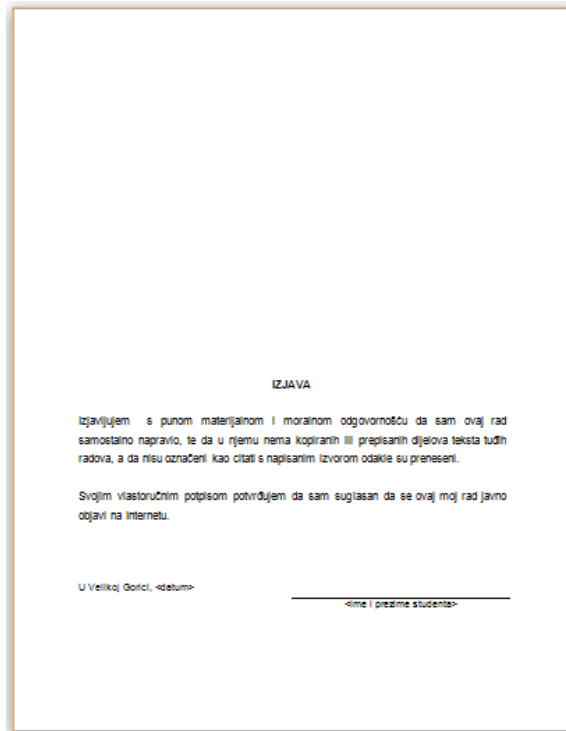 IZJAVA
Izjavljujem s punom materijalnom i moralnom odgovornošću da sam ovaj rad
samostalno napravio, te da u njemu nema kopiranih ili prepisanih dijelova teksta tuđih
radova, a da nisu označeni kao citati s napisanim izvorom odakle su preneseni.
Svojim vlastoručnim potpisom potvrđujem da sam suglasan da se ovaj moj rad javno
objavi na Internetu.
U Velikoj Gorici, <datum>
<ime i prezime studenta>